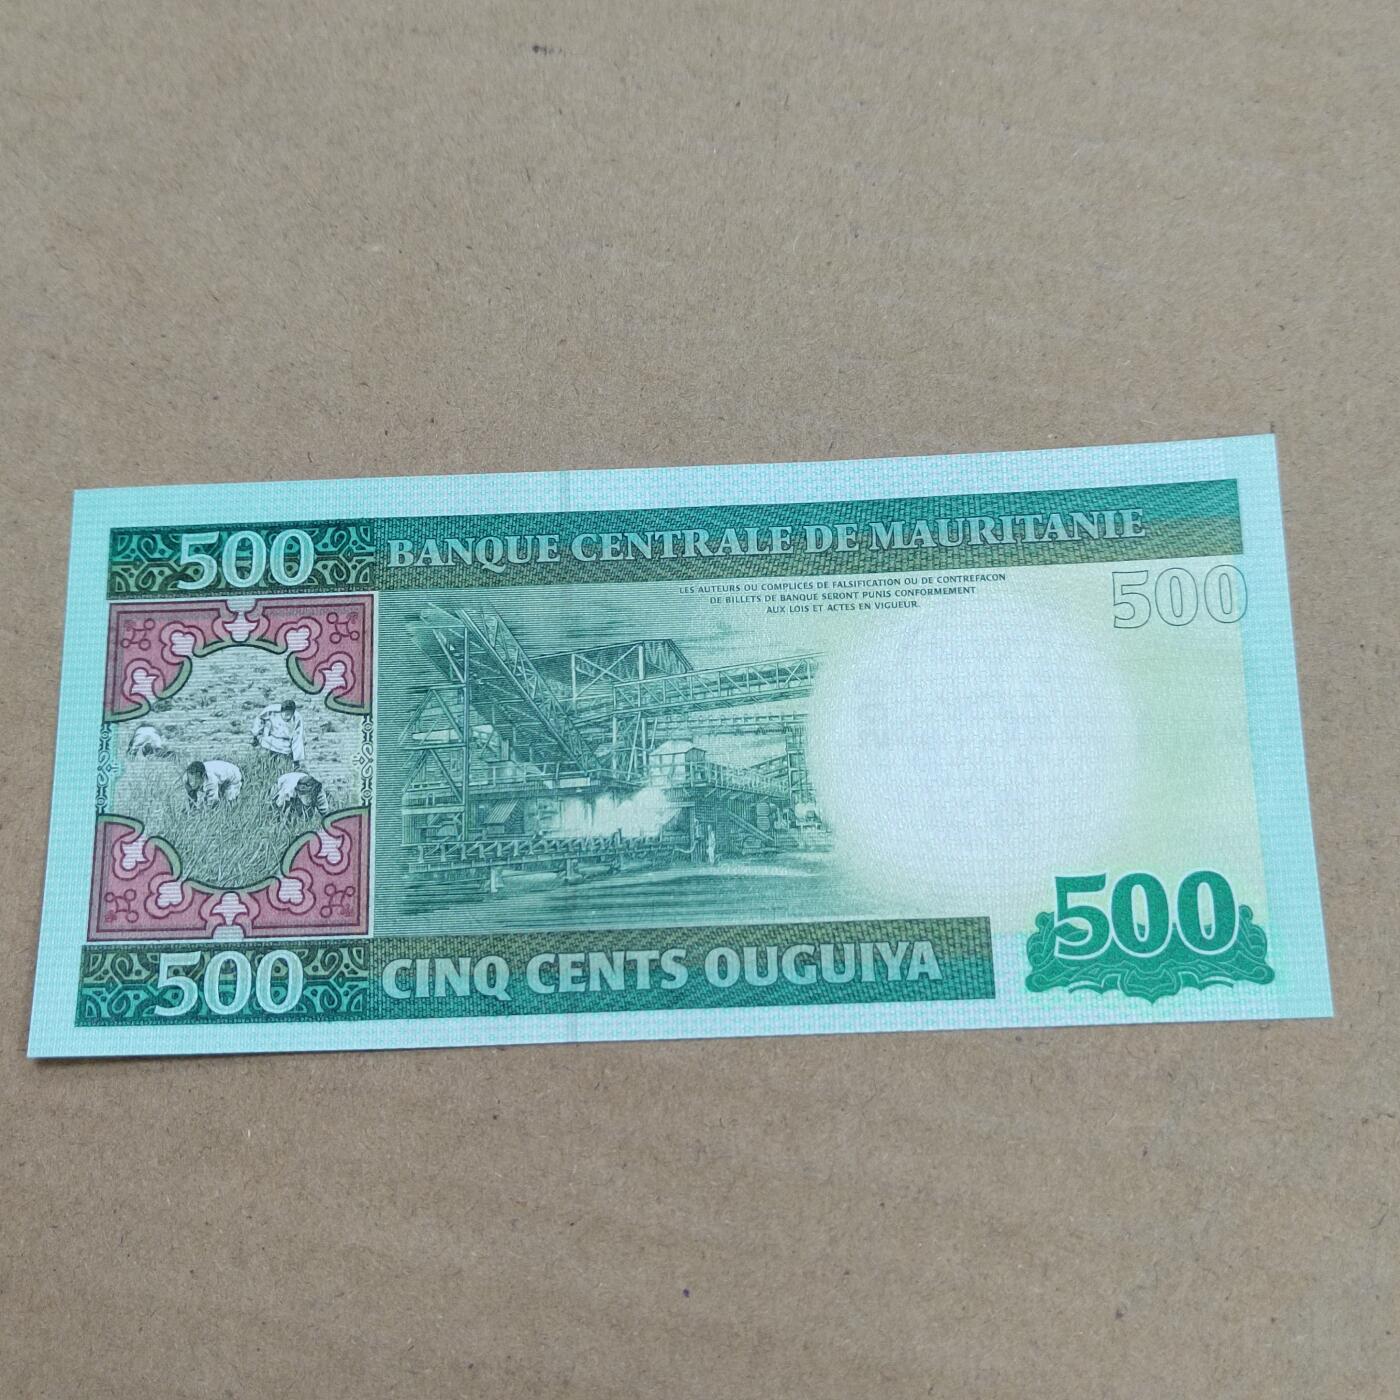 500
BANQUE CENTRALE DE MAURITANIE
LES AUTEURS OU COMPLICES DE FALSIFICATION OU DE CONTREFACON
DE BILLETS DE BANQUE SERONT PUNIS CONFORMEMENT
AUX LOIS ET ACTES EN VIGUEUR.
500
500
500
CINQ CENTS OUGUIYA